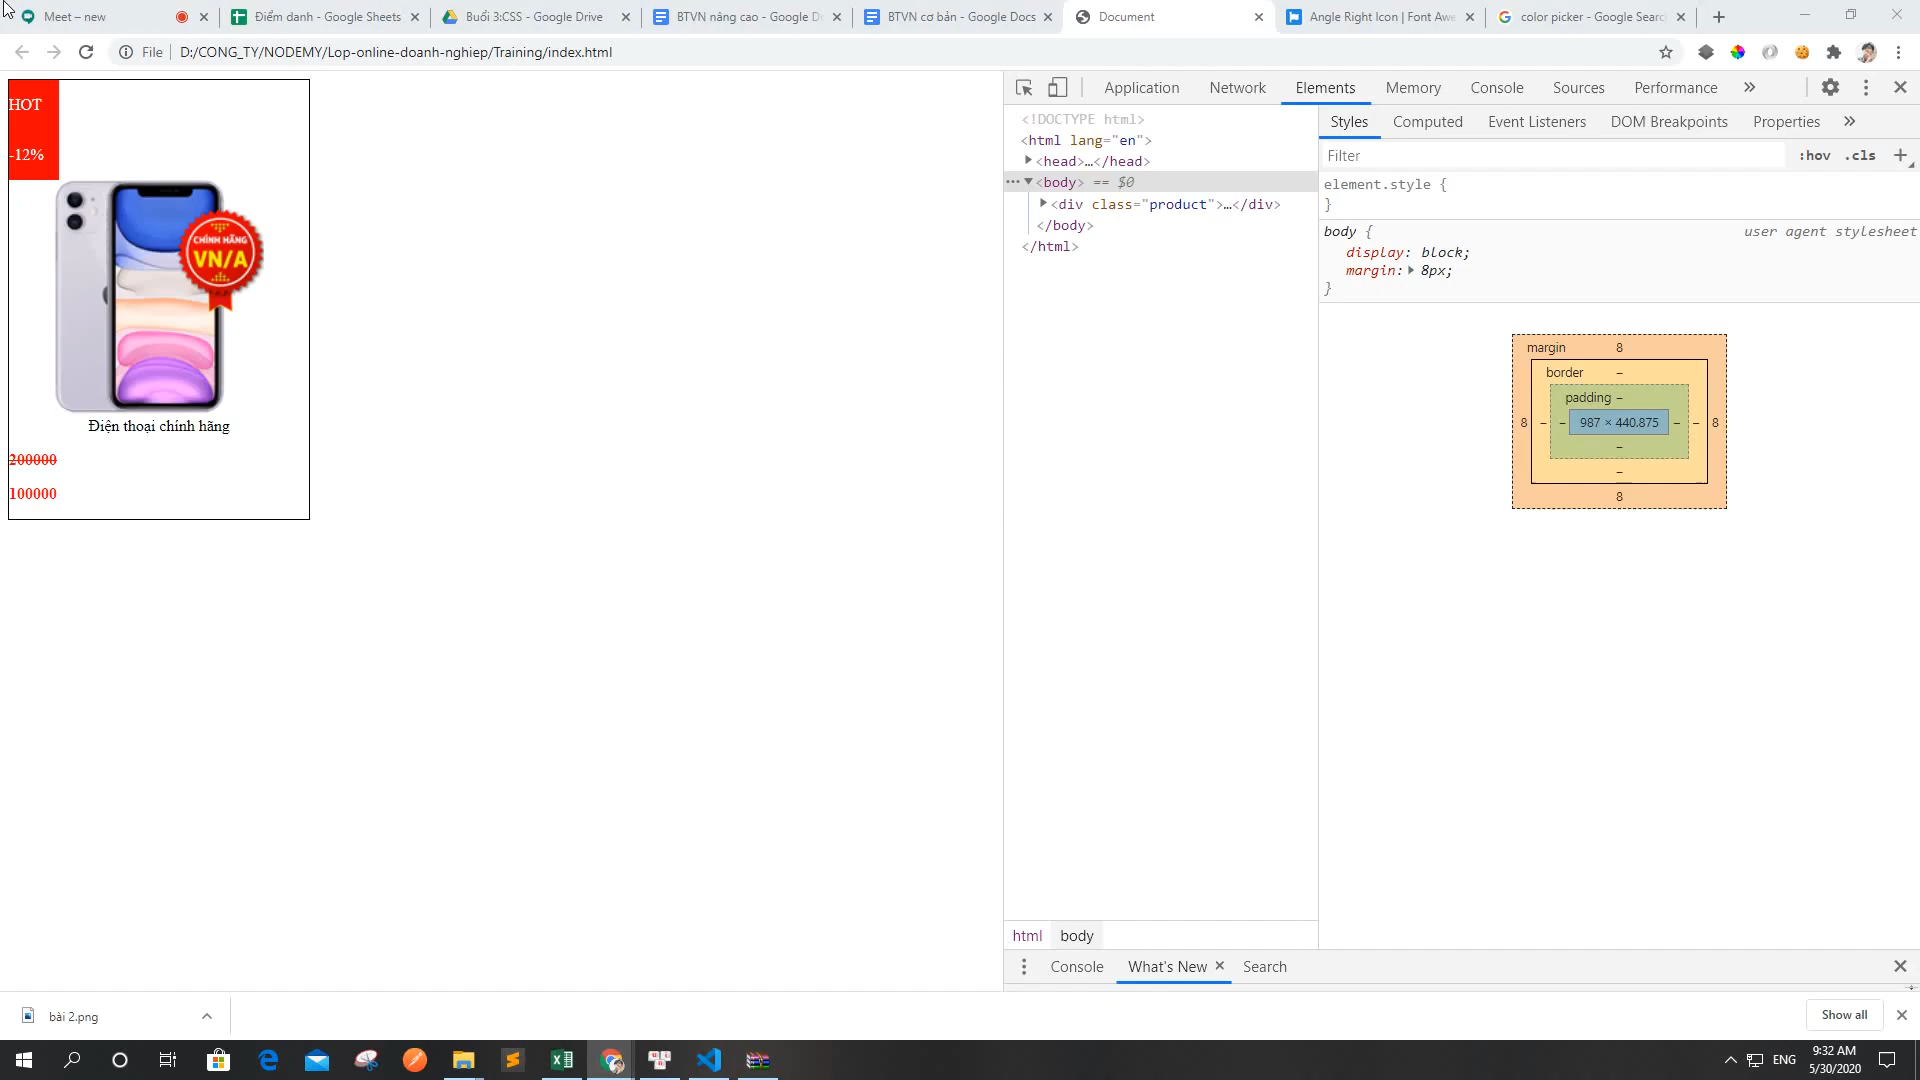 Meet – new
Điểm danh - Google Sheets
Buổi 3:CSS - Google Drive
BTVN nâng cao - Google D
BTVN cơ bản - Google Docs
Document
Angle Right Icon | Font Awe
color picker - Google Searc
File
D:/CONG_TY/NODEMY/Lop-online-doanh-nghiep/Training/index.html
HOT
-12%
CHÍNH HÃNG
VN/A
Điện thoại chính hãng
200000
100000
Application Network Elements Memory Console Sources Performance
<!DOCTYPE html>
<html lang="en">
<head>…</head>
<body> == $0
<div class="product">…</div>
</body>
</html>
html body
Styles Computed Event Listeners DOM Breakpoints Properties
Filter
:hov .cls
element.style {
}
body {
user agent stylesheet
display: block;
margin: 8px;
}
margin 8
border –
padding –
8 – – 987 × 440.875 – – 8
–
–
8
Console What's New Search
bài 2.png
Show all
ENG
9:32 AM
5/30/2020